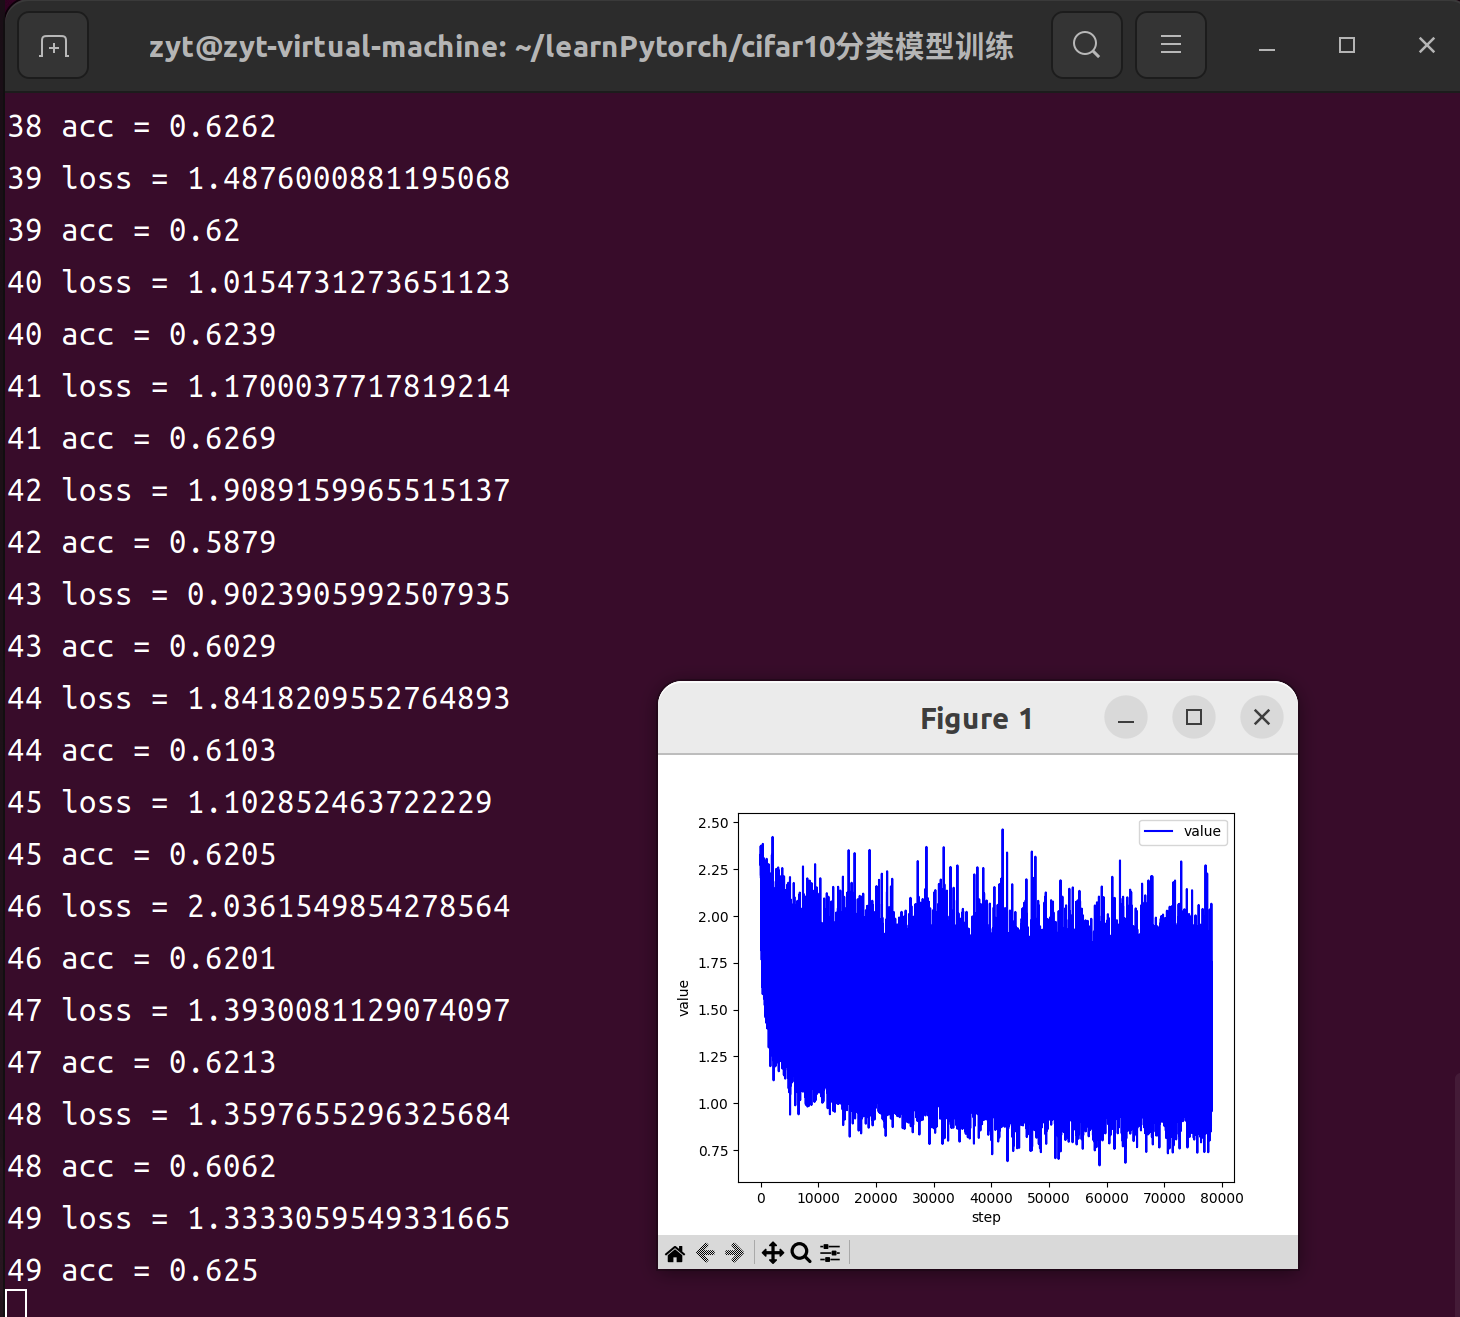 zyt@zyt-virtual-machine: ~/learnPytorch/cifar10分类模型训练
38 acc = 0.6262
39 loss = 1.4876000881195068
39 acc = 0.62
40 loss = 1.0154731273651123
40 acc = 0.6239
41 loss = 1.1700037717819214
41 acc = 0.6269
42 loss = 1.9089159965515137
42 acc = 0.5879
43 loss = 0.9023905992507935
43 acc = 0.6029
44 loss = 1.8418209552764893
44 acc = 0.6103
45 loss = 1.102852463722229
45 acc = 0.6205
46 loss = 2.0361549854278564
46 acc = 0.6201
47 loss = 1.3930081129074097
47 acc = 0.6213
48 loss = 1.3597655296325684
48 acc = 0.6062
49 loss = 1.3333059549331665
49 acc = 0.625
Figure 1
value
2.50
2.25
2.00
1.75
1.50
1.25
1.00
0.75
value
0 10000 20000 30000 40000 50000 60000 70000 80000
step